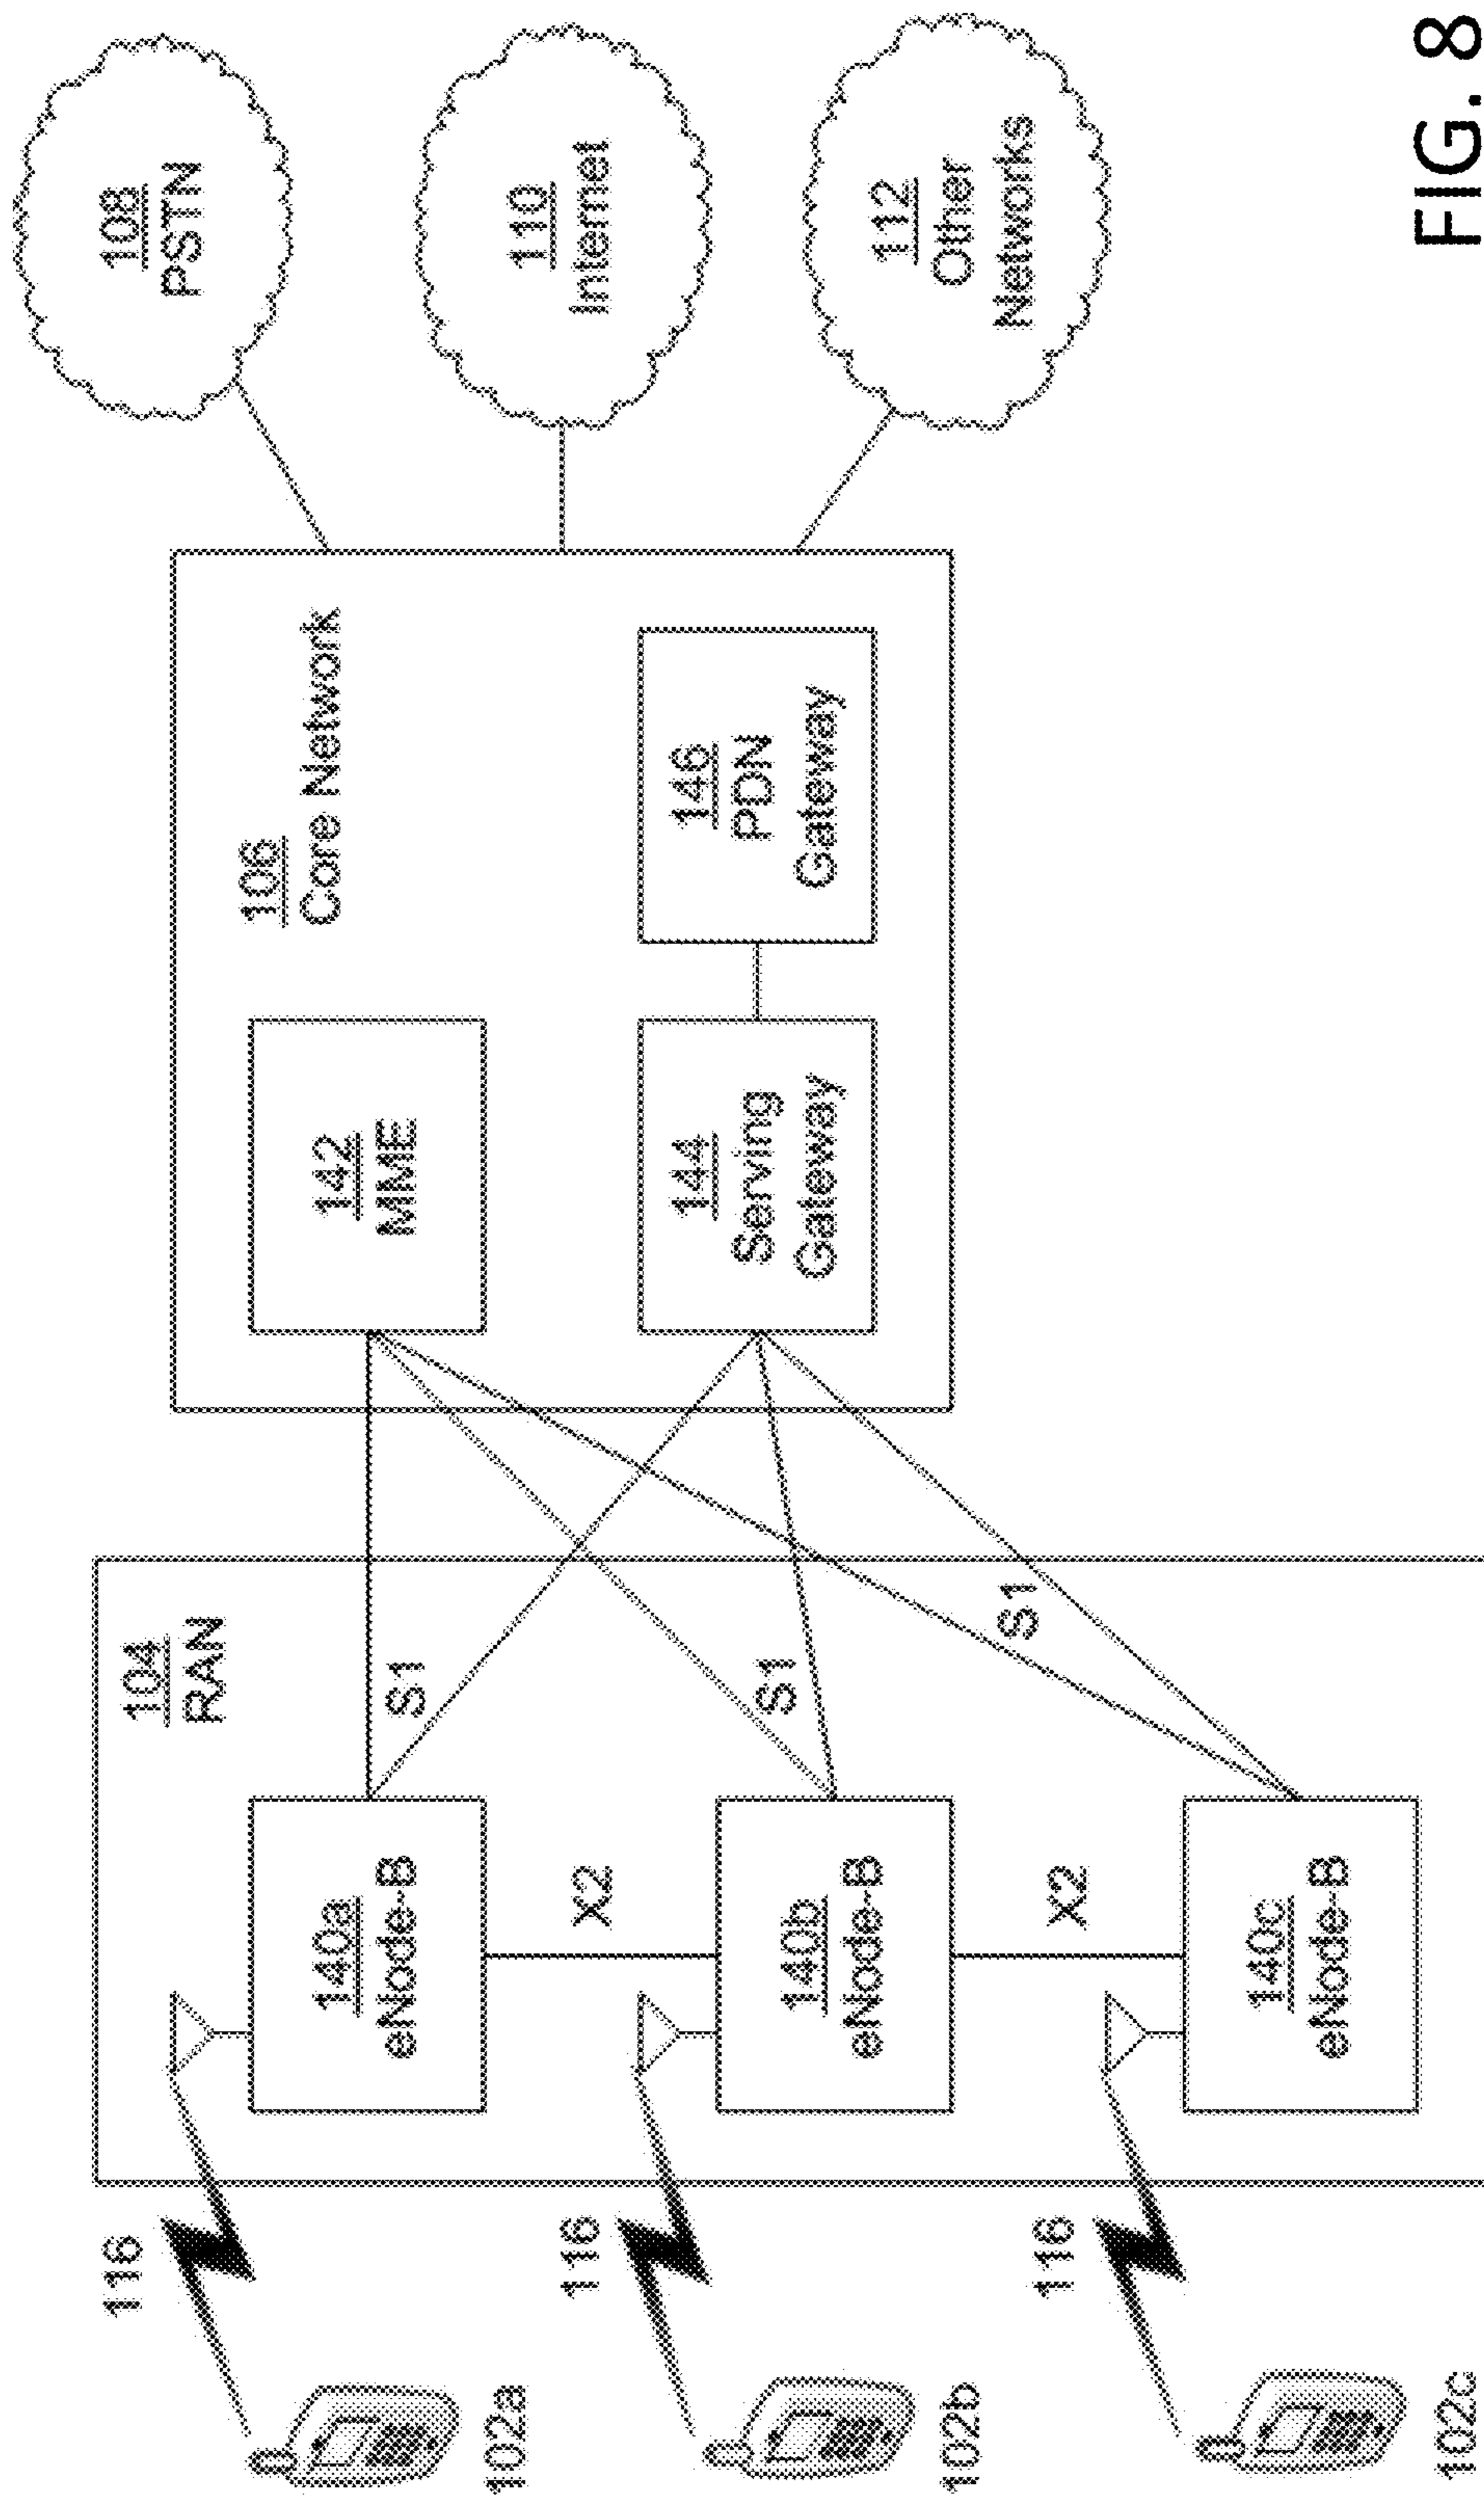 102a
116
102b
116
102c
116
104
RAN
140a
eNode-B
X2
140b
eNode-B
X2
140c
eNode-B
S1
S1
S1
106
Core Network
142
MME
144
Serving
Gateway
146
PDN
Gateway
108
PSTN
110
Internet
112
Other
Networks
FIG. 8